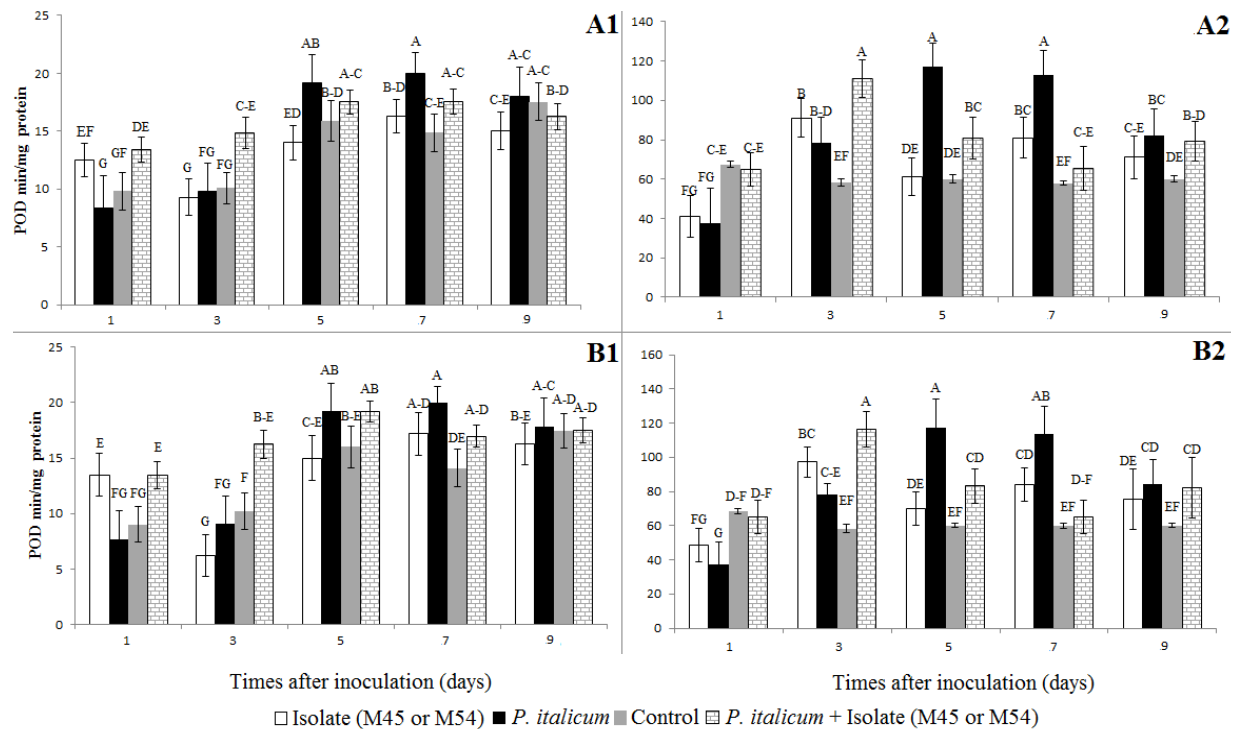 A1
25
20
15
10
5
0
POD min/mg protein
EF G GF DE
G FG FG C-E
ED AB B-D A-C
B-D A C-E A-C
C-E A-C A-C B-D
1 3 5 .7 9
A2
140
120
100
80
60
40
20
0
FG FG C-E C-E
B B-D EF A
DE A DE BC
BC A EF C-E
C-E BC DE B-D
1 3 5 .7 9
B1
25
20
15
10
5
0
POD min/mg protein
E FG FG E
G FG F B-E
C-E AB B-E AB
A-D A DE A-D
B-E A-C A-D A-D
1 3 5 .7 .9
B2
160
140
120
100
80
60
40
20
0
FG G D-F D-F
BC C-E EF A
DE A EF CD
CD AB EF D-F
DE CD EF CD
1 3 5 .7 9
Times after inoculation (days) Times after inoculation (days)
Isolate (M45 or M54) P. italicum Control P. italicum + Isolate (M45 or M54)